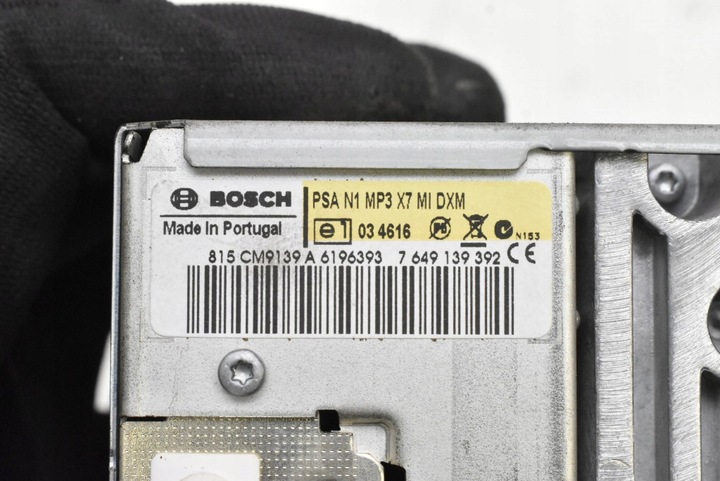 BOSCH
PSA N1 MP3 X7 MI DXM
Made in Portugal
e1 03 4616 PB N153
815 CM9139 A 6196393 7 649 139 392 CE